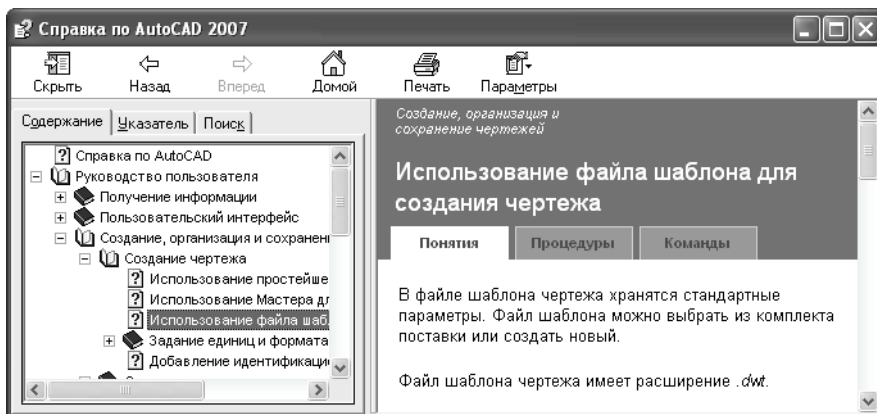 Справка по AutoCAD 2007
Скрыть Назад Вперед Домой Печать Параметры
Содержание Указатель Поиск
Справка по AutoCAD
Руководство пользователя
Получение информации
Пользовательский интерфейс
Создание, организация и сохранени
Создание чертежа
Использование простейше
Использование Мастера дл
Использование файла шабл
Задание единиц и формата
Добавление идентификаци
Создание, организация и
сохранение чертежей
Использование файла шаблона для
создания чертежа
Понятия Процедуры Команды
В файле шаблона чертежа хранятся стандартные
параметры. Файл шаблона можно выбрать из комплекта
поставки или создать новый.
Файл шаблона чертежа имеет расширение .dwt.